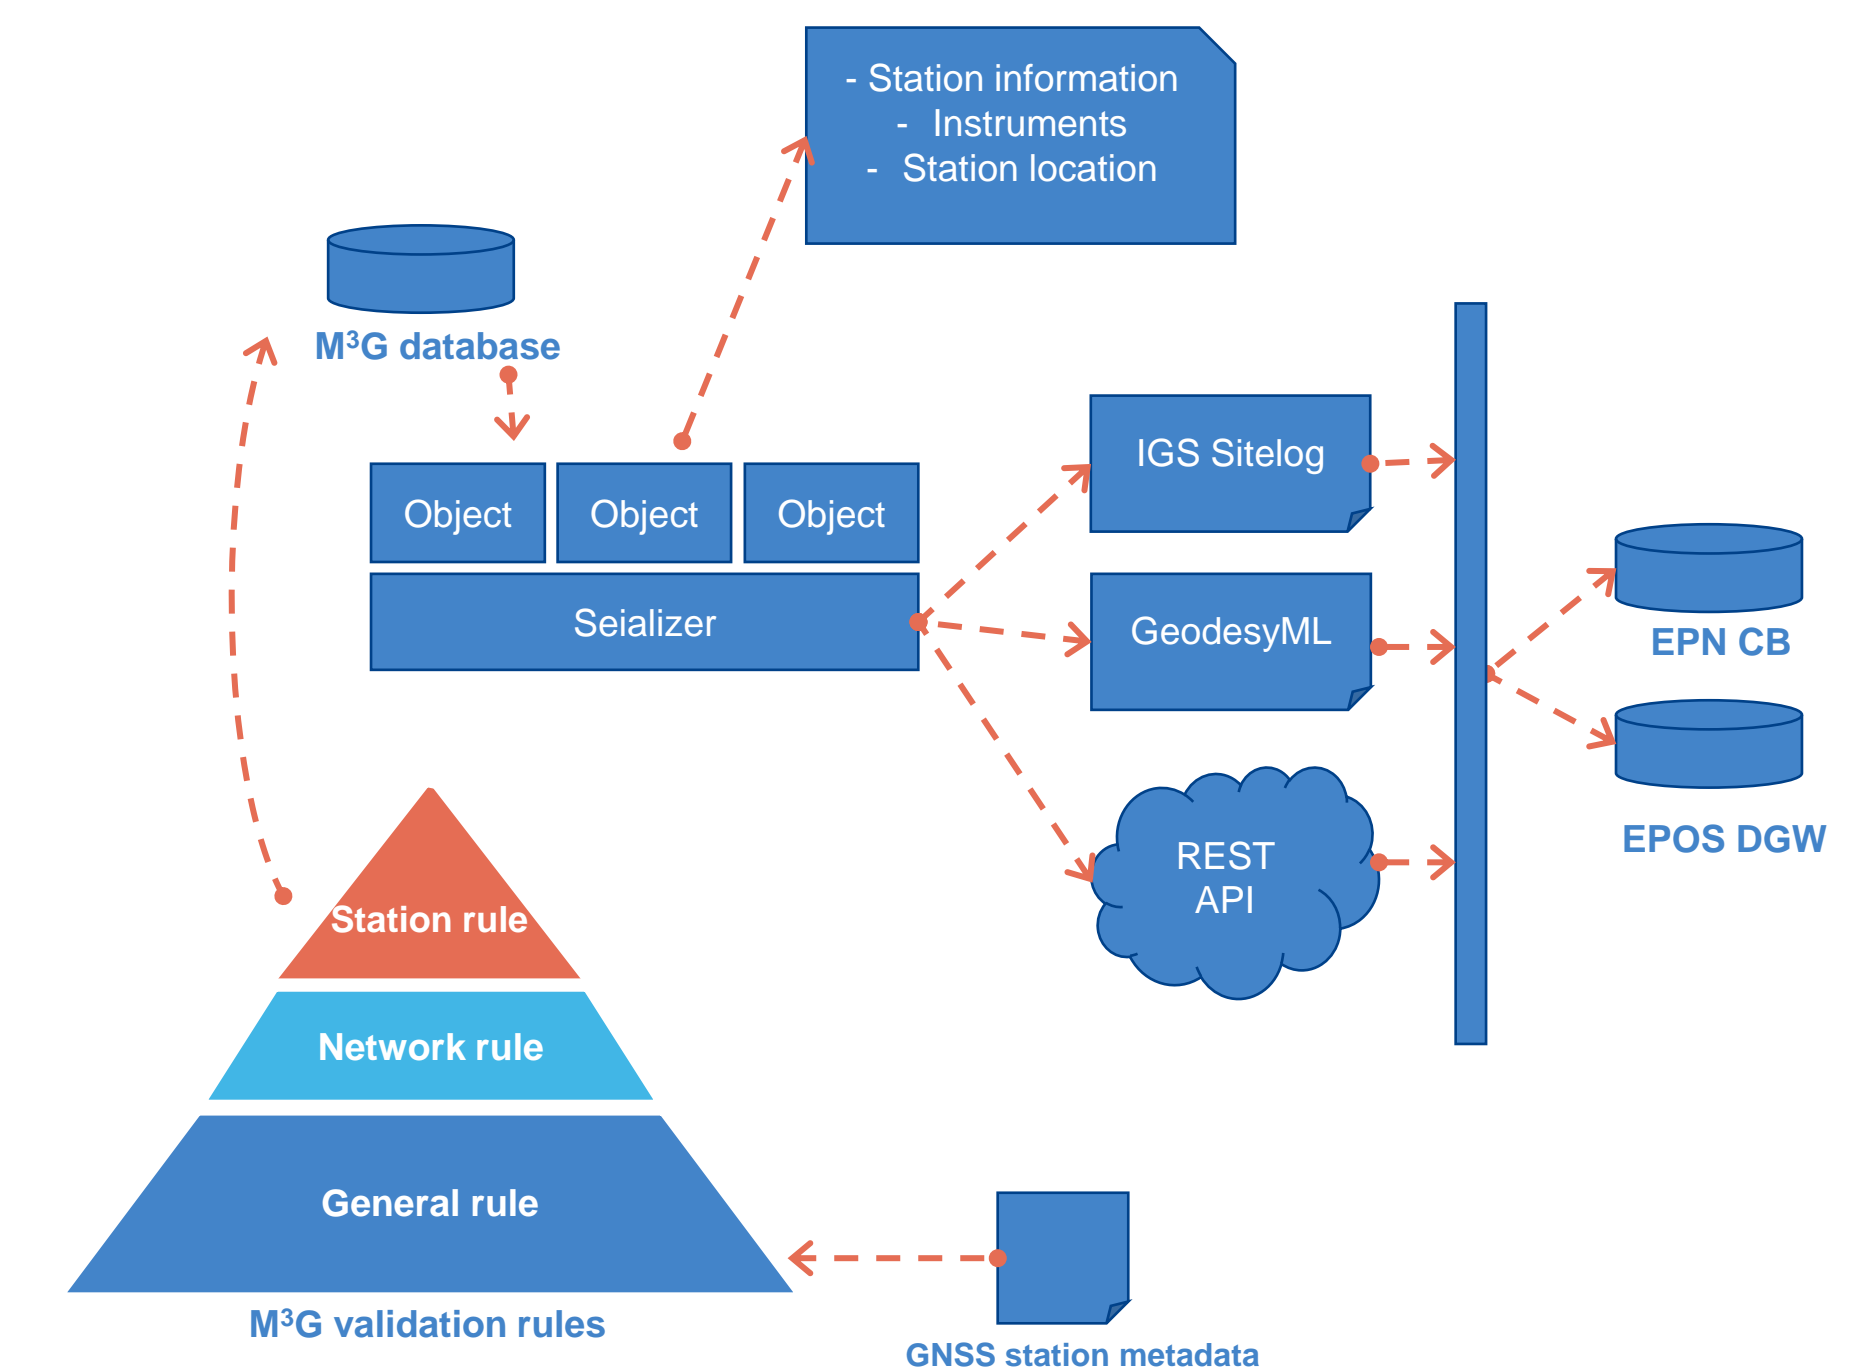 - Station information
- Instruments
- Station location
M³G database
Object Object Object
Seializer
IGS Sitelog
GeodesyML
REST
API
EPN CB
EPOS DGW
Station rule
Network rule
General rule
M³G validation rules
GNSS station metadata